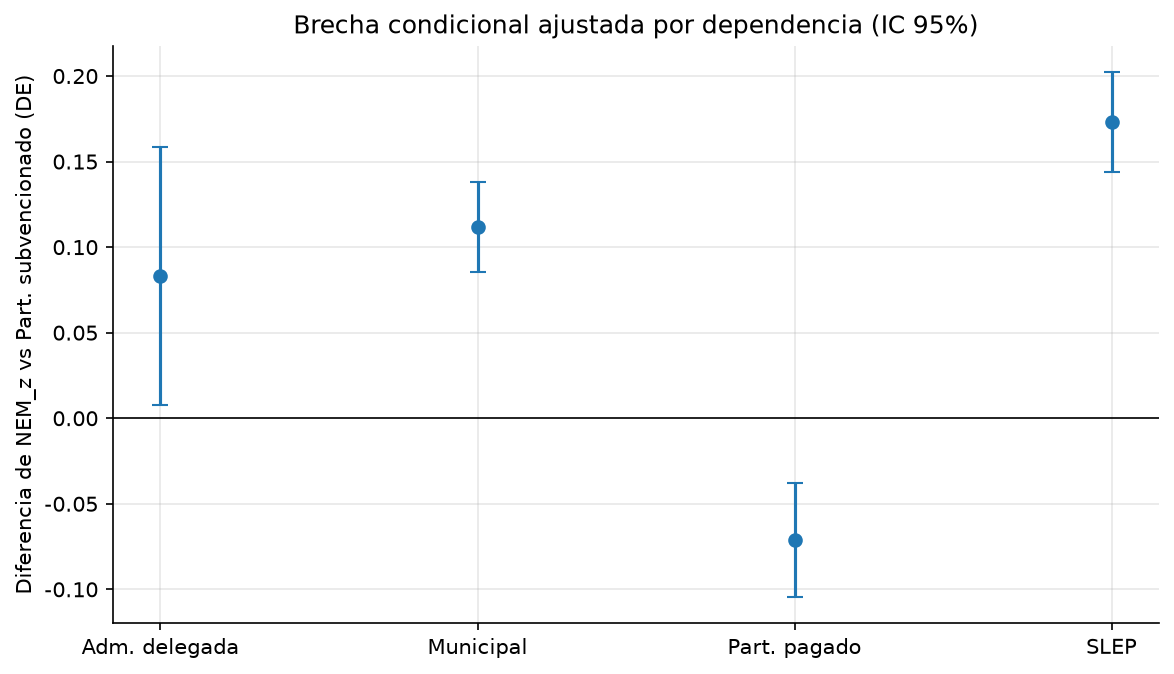 Brecha condicional ajustada por dependencia (IC 95%)
Diferencia de NEM_z vs Part. subvencionado (DE)
0.20
0.15
0.10
0.05
0.00
-0.05
-0.10
Adm. delegada
Municipal
Part. pagado
SLEP